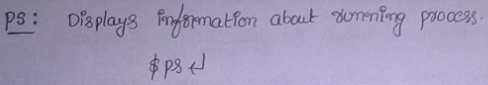 ps: Displays information about running process.
$ ps ↵